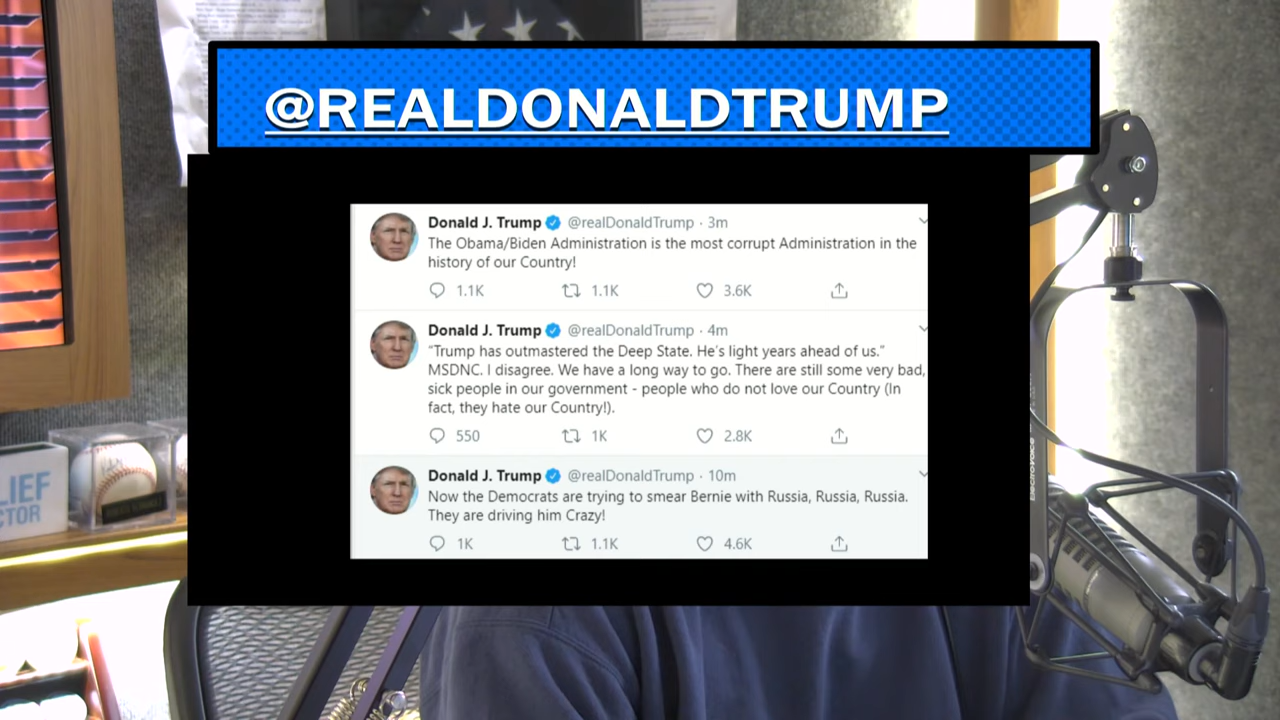 @REALDONALDTRUMP
Donald J. Trump @realDonaldTrump · 3m
The Obama/Biden Administration is the most corrupt Administration in the
history of our Country!
1.1K 1.1K 3.6K
Donald J. Trump @realDonaldTrump · 4m
“Trump has outmastered the Deep State. He’s light years ahead of us.”
MSDNC. I disagree. We have a long way to go. There are still some very bad,
sick people in our government - people who do not love our Country (In
fact, they hate our Country!).
550 1K 2.8K
Donald J. Trump @realDonaldTrump · 10m
Now the Democrats are trying to smear Bernie with Russia, Russia, Russia.
They are driving him Crazy!
1K 1.1K 4.6K
LIEF
CTOR